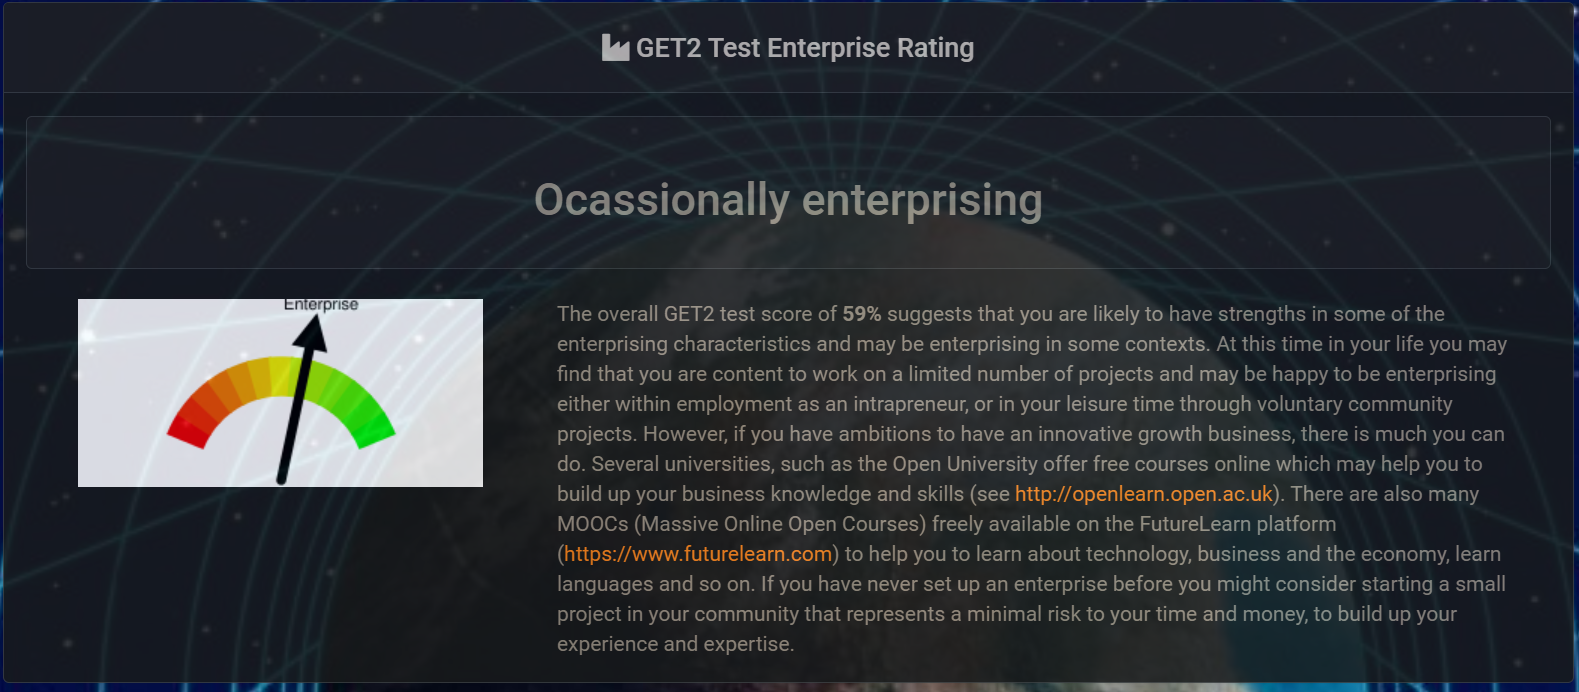 GET2 Test Enterprise Rating
Ocassionally enterprising
Enterprise
The overall GET2 test score of 59% suggests that you are likely to have strengths in some of the
enterprising characteristics and may be enterprising in some contexts. At this time in your life you may
find that you are content to work on a limited number of projects and may be happy to be enterprising
either within employment as an intrapreneur, or in your leisure time through voluntary community
projects. However, if you have ambitions to have an innovative growth business, there is much you can
do. Several universities, such as the Open University offer free courses online which may help you to
build up your business knowledge and skills (see http://openlearn.open.ac.uk). There are also many
MOOCs (Massive Online Open Courses) freely available on the FutureLearn platform
(https://www.futurelearn.com) to help you to learn about technology, business and the economy, learn
languages and so on. If you have never set up an enterprise before you might consider starting a small
project in your community that represents a minimal risk to your time and money, to build up your
experience and expertise.